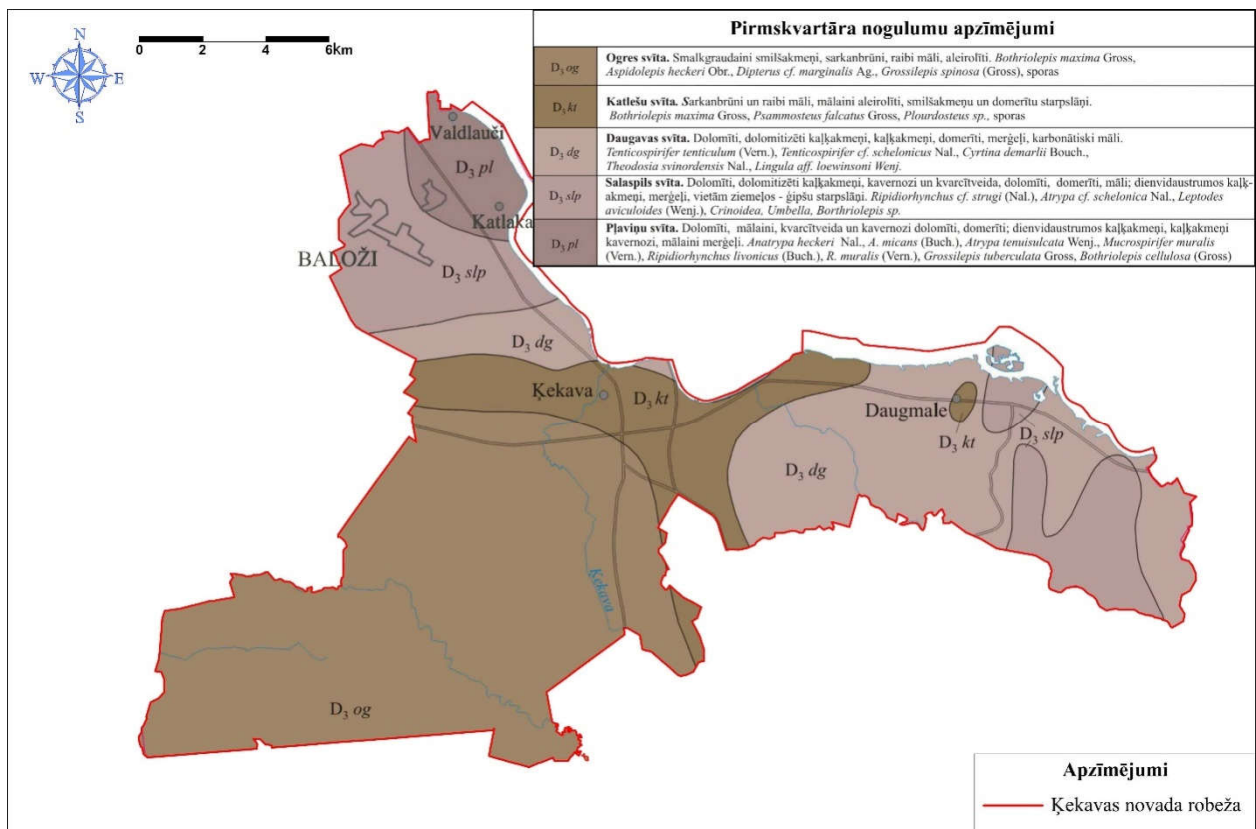 N
W E
S
0 2 4 6km
Pirmskvartāra nogulumu apzīmējumi
D3 og
Ogres svīta. Smalkgraudaini smilšakmeņi, sarkanbrūni, raibi māli, aleirolīti. Bothriolepis maxima Gross,
Aspidolepis heckeri Obr., Dipterus cf. marginalis Ag., Grossilepis spinosa (Gross), sporas
D3 kt
Katlešu svīta. Sarkanbrūni un raibi māli, mālaini aleirolīti, smilšakmeņu un domerītu starpslāņi.
Bothriolepis maxima Gross, Psammosteus falcatus Gross, Plourdosteus sp., sporas
D3 dg
Daugavas svīta. Dolomīti, dolomitizēti kaļķakmeņi, kaļķakmeņi, domerīti, merģeļi, karbonātiski māli.
Tenticospirifer tenticulum (Vern.), Tenticospirifer cf. schelonicus Nal., Cyrtina demarlii Bouch.,
Theodosia svinordensis Nal., Lingula aff. loewinsoni Wenj.
D3 slp
Salaspils svīta. Dolomīti, dolomitizēti kaļķakmeņi, kavernozi un kvarcītveida, dolomīti, domerīti, māli; dienvidaustrumos kaļķ-
akmeņi, merģeļi, vietām ziemeļos - ģipšu starpslāņi. Ripidiorhynchus cf. strugi (Nal.), Atrypa cf. schelonica Nal., Leptodes
aviculoides (Wenj.), Crinoidea, Umbella, Borthriolepis sp.
D3 pl
Pļaviņu svīta. Dolomīti, mālaini, kvarcītveida un kavernozi dolomīti, domerīti; dienvidaustrumos kaļķakmeņi, kaļķakmeņi
kavernozi, mālaini merģeļi. Anatrypa heckeri Nal., A. micans (Buch.), Atrypa tenuisulcata Wenj., Mucrospirifer muralis
(Vern.), Ripidiorhynchus livonicus (Buch.), R. muralis (Vern.), Grossilepis tuberculata Gross, Bothriolepis cellulosa (Gross)
Valdlauči
D3 pl
Katlaka
BALOŽI
D3 slp
D3 dg
Ķekava
D3 kt
Daugmale
D3 kt
D3 slp
D3 dg
Ķekava
D3 og
Apzīmējumi
Ķekavas novada robeža